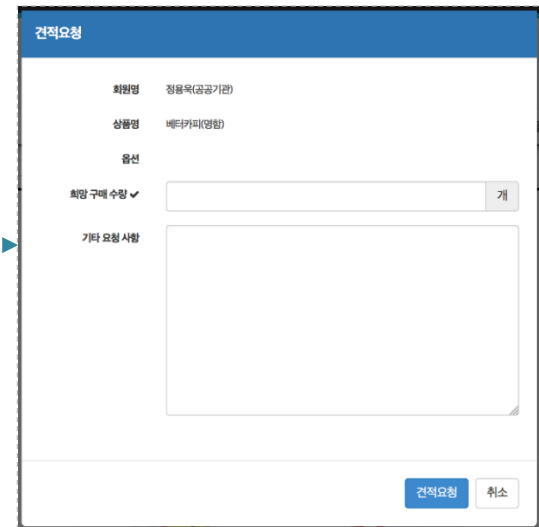 견적요청
회원명 정용욱(공공기관)
상품명 베터카피(명함)
옵션
희망 구매 수량 ✔ 개
기타 요청 사항
견적요청 취소